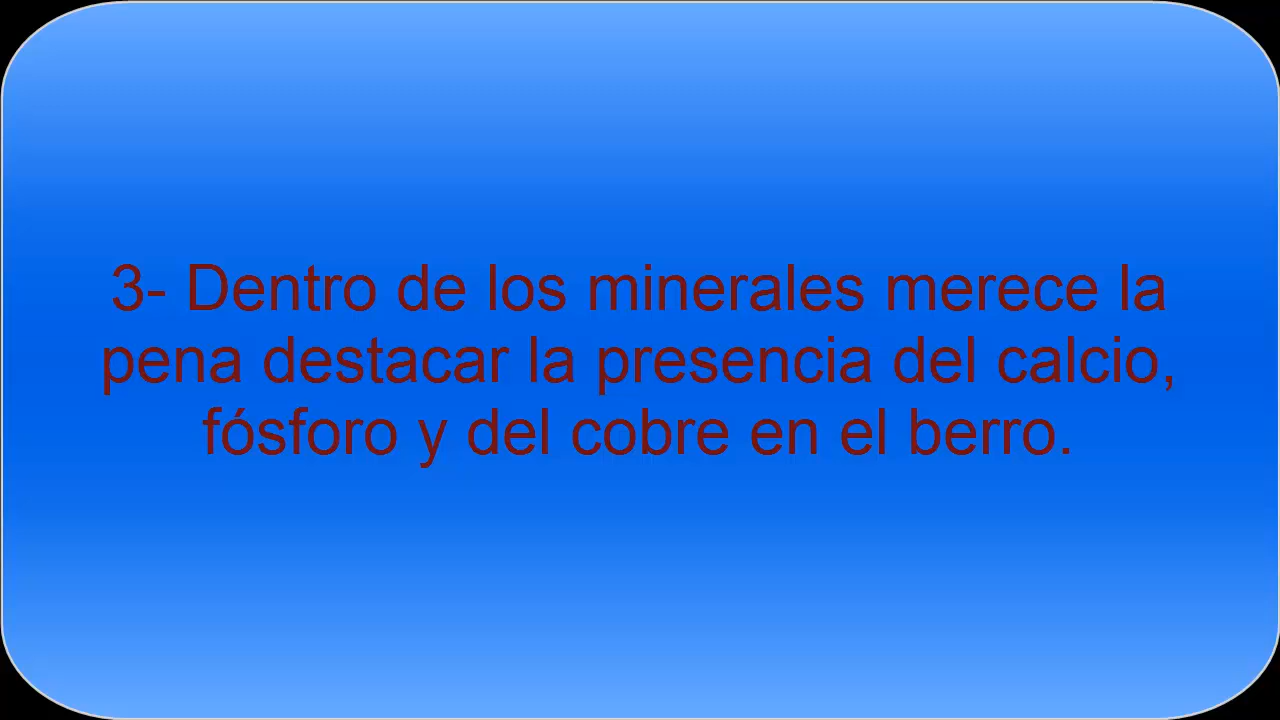 3- Dentro de los minerales merece la
pena destacar la presencia del calcio,
fósforo y del cobre en el berro.